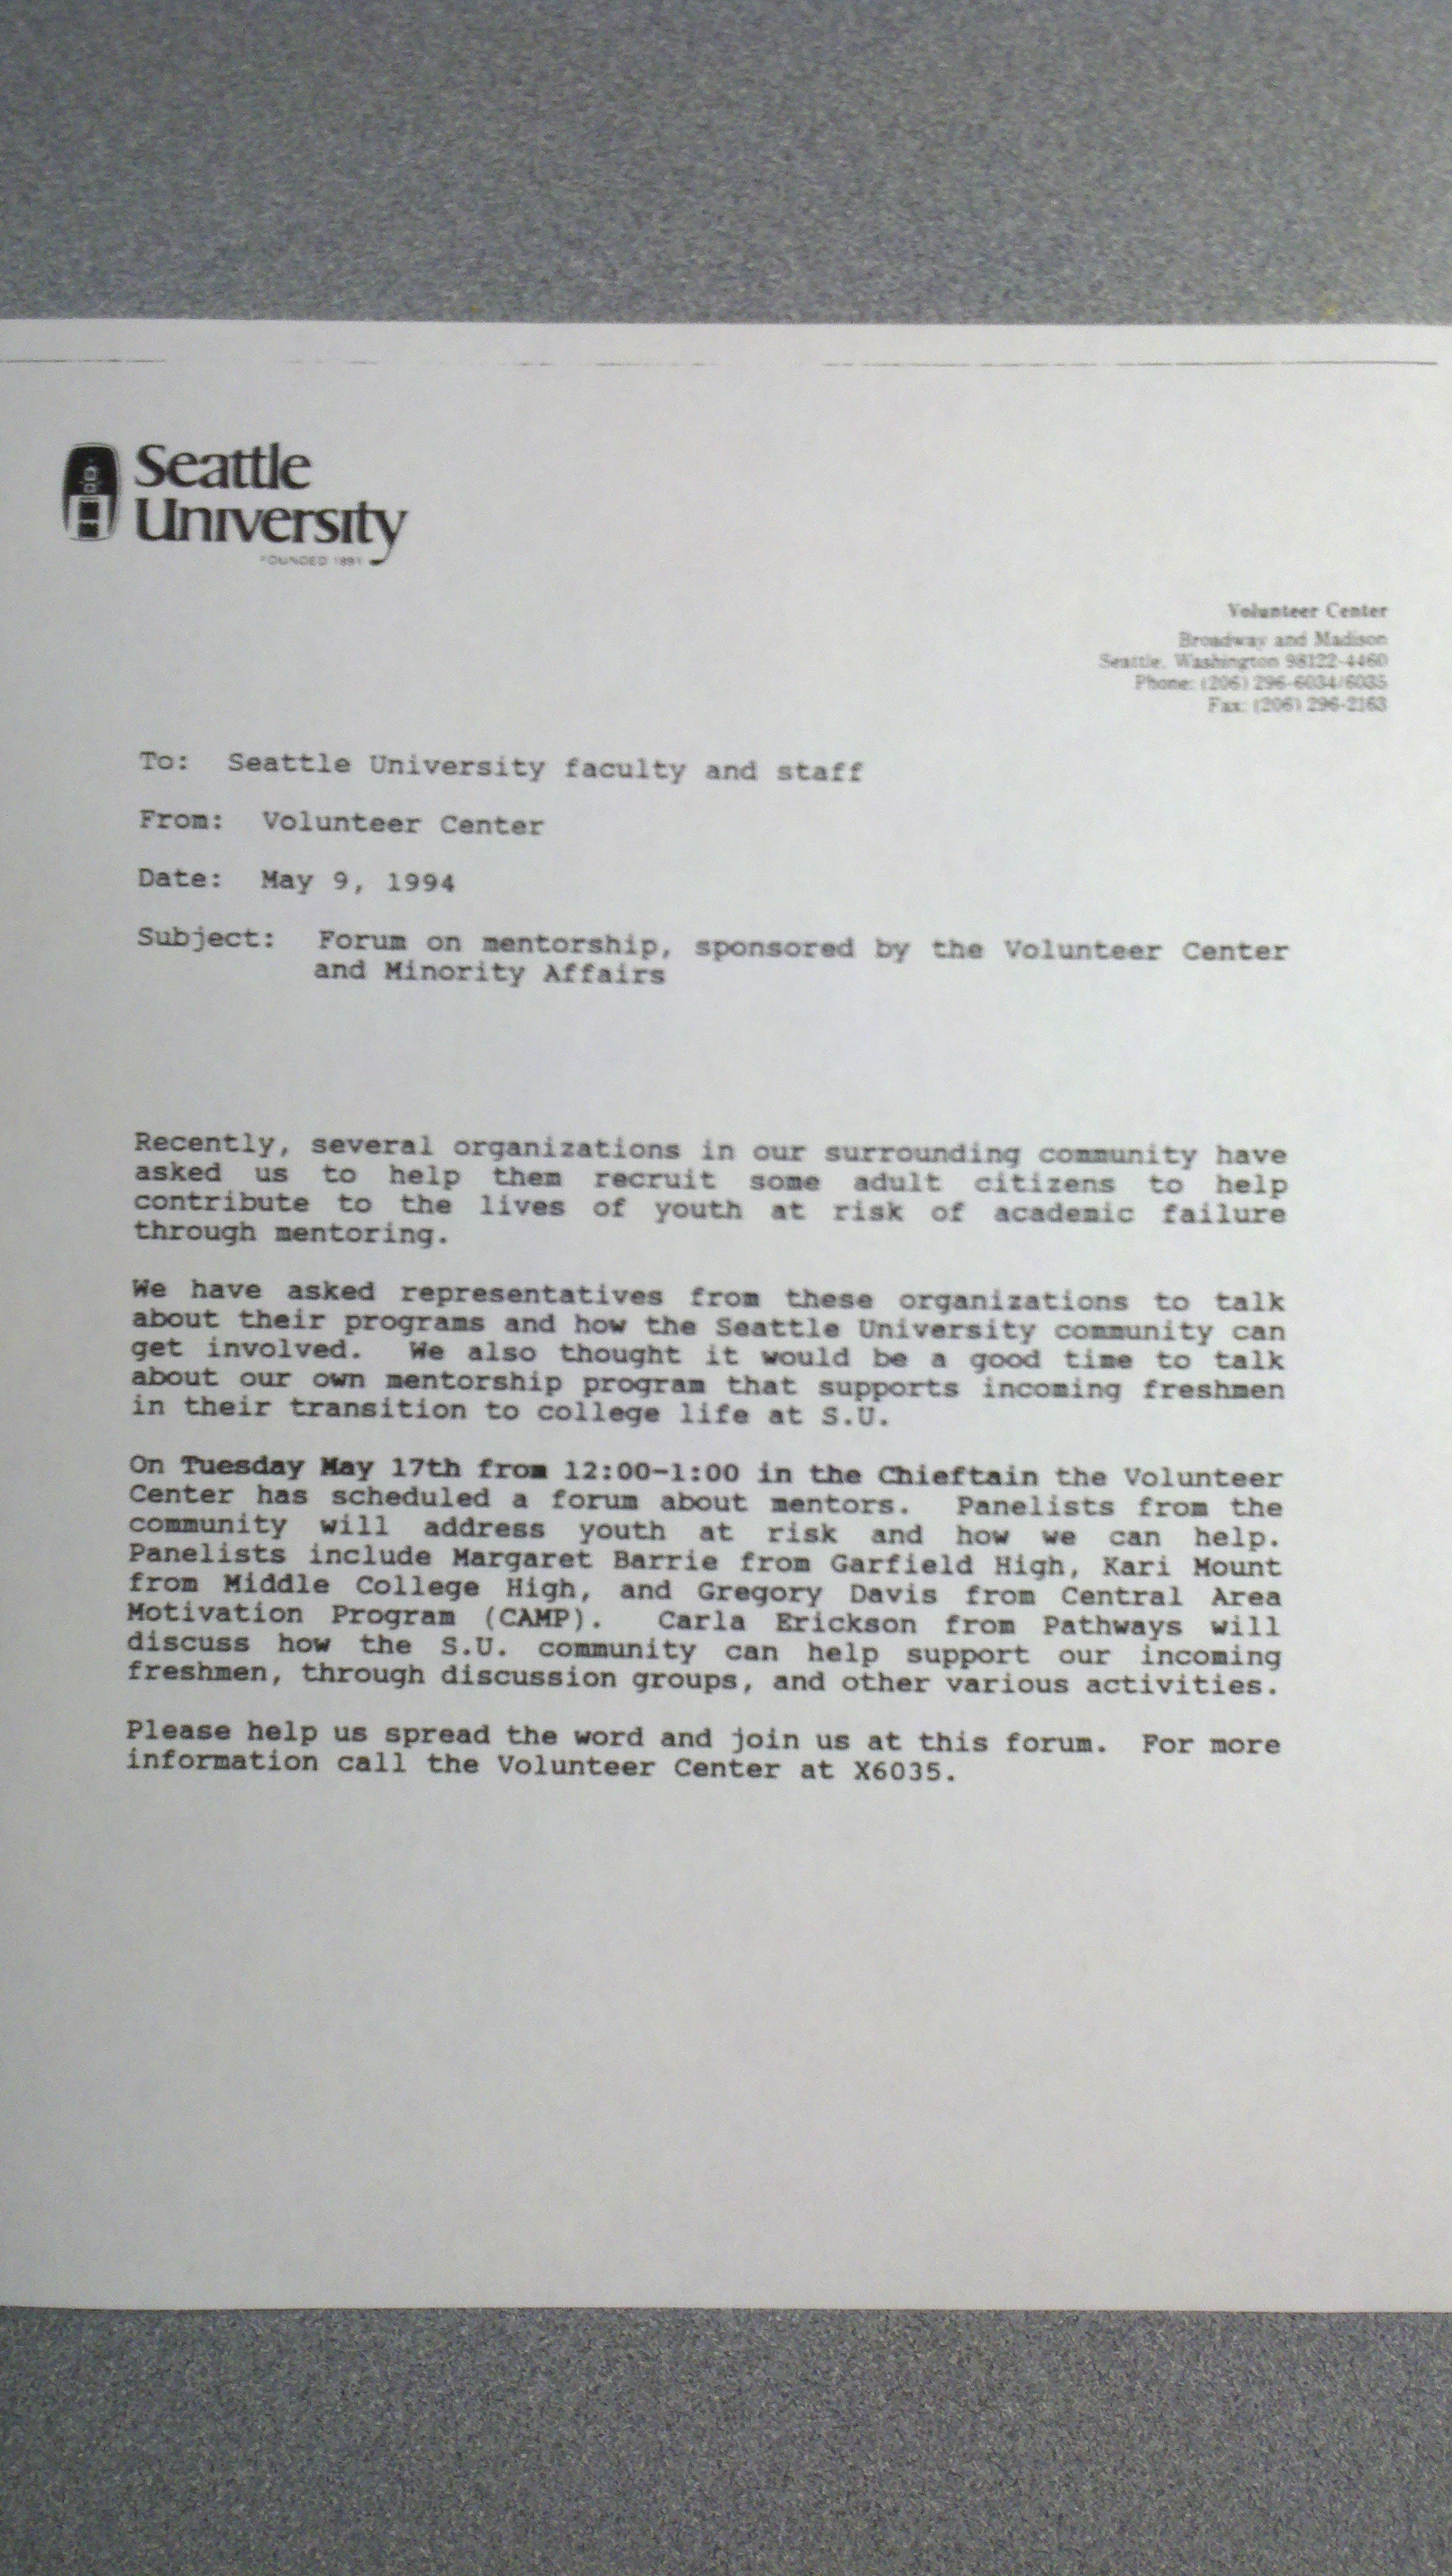 Seattle
University
FOUNDED 1891
Volunteer Center
Broadway and Madison
Seattle, Washington 98122-4460
Phone: (206) 296-6034/6035
Fax: (206) 296-2163
To: Seattle University faculty and staff
From: Volunteer Center
Date: May 9, 1994
Subject: Forum on mentorship, sponsored by the Volunteer Center
and Minority Affairs
Recently, several organizations in our surrounding community have
asked us to help them recruit some adult citizens to help
contribute to the lives of youth at risk of academic failure
through mentoring.
We have asked representatives from these organizations to talk
about their programs and how the Seattle University community can
get involved. We also thought it would be a good time to talk
about our own mentorship program that supports incoming freshmen
in their transition to college life at S.U.
On Tuesday May 17th from 12:00-1:00 in the Chieftain the Volunteer
Center has scheduled a forum about mentors. Panelists from the
community will address youth at risk and how we can help.
Panelists include Margaret Barrie from Garfield High, Kari Mount
from Middle College High, and Gregory Davis from Central Area
Motivation Program (CAMP). Carla Erickson from Pathways will
discuss how the S.U. community can help support our incoming
freshmen, through discussion groups, and other various activities.
Please help us spread the word and join us at this forum. For more
information call the Volunteer Center at X6035.